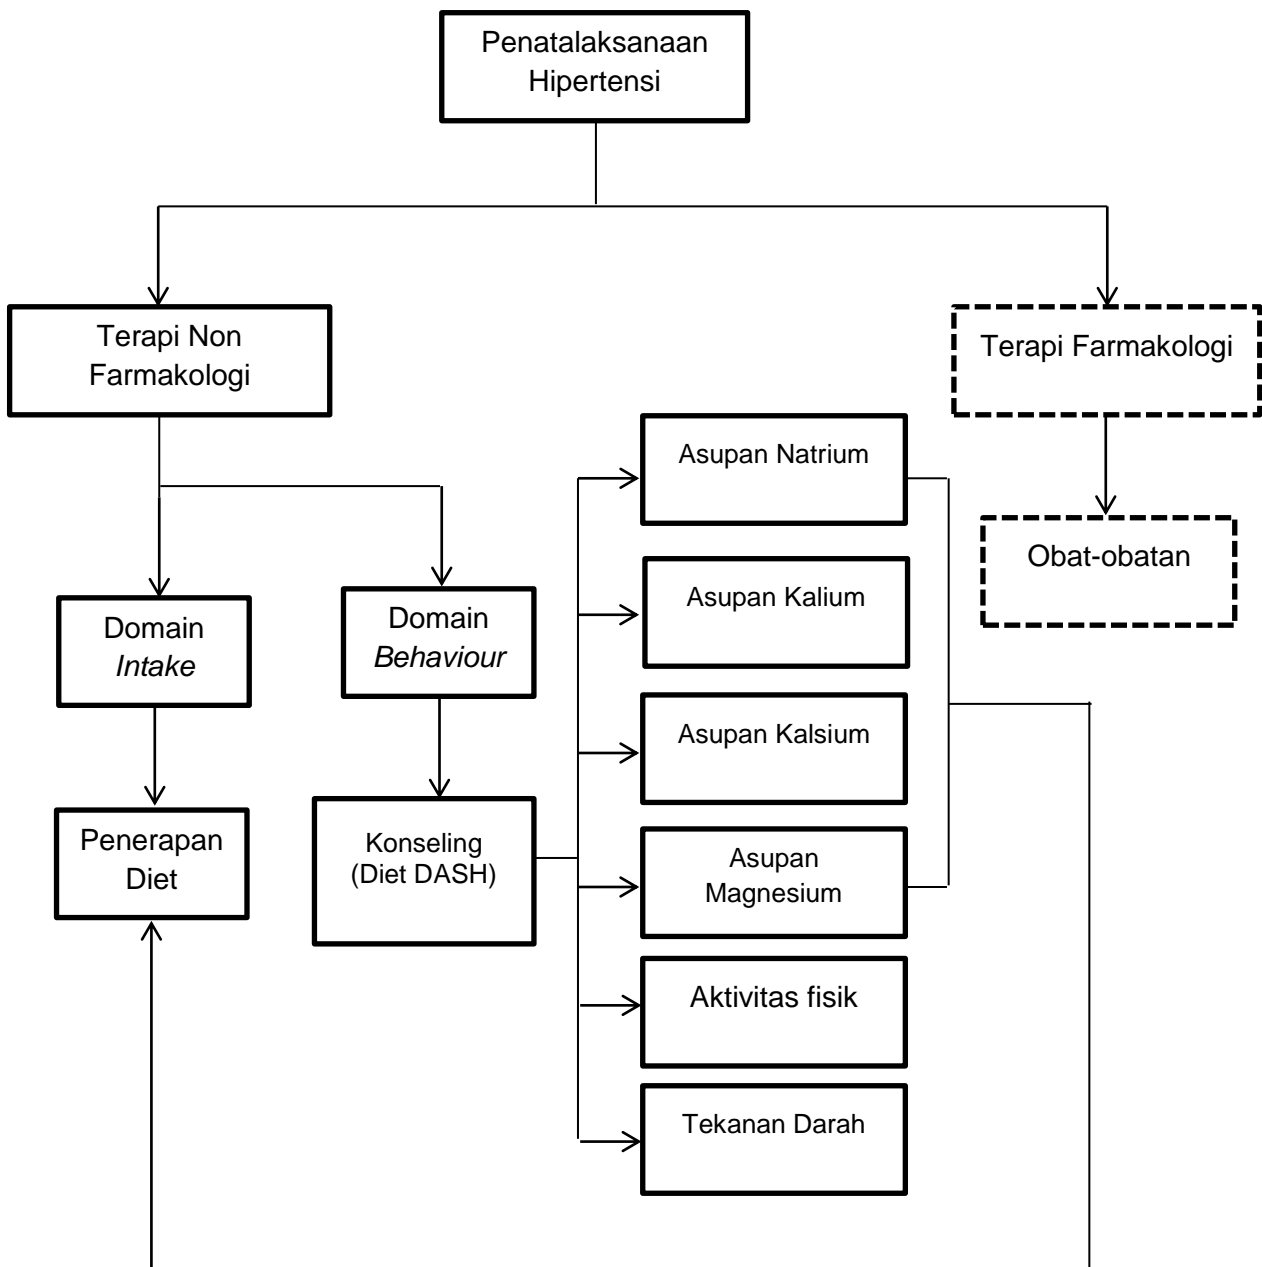 Penatalaksanaan
Hipertensi
Terapi Non
Farmakologi
Terapi Farmakologi
Asupan Natrium
Obat-obatan
Asupan Kalium
Domain
Intake
Domain
Behaviour
Asupan Kalsium
Penerapan
Diet
Konseling
(Diet DASH)
Asupan
Magnesium
Aktivitas fisik
Tekanan Darah